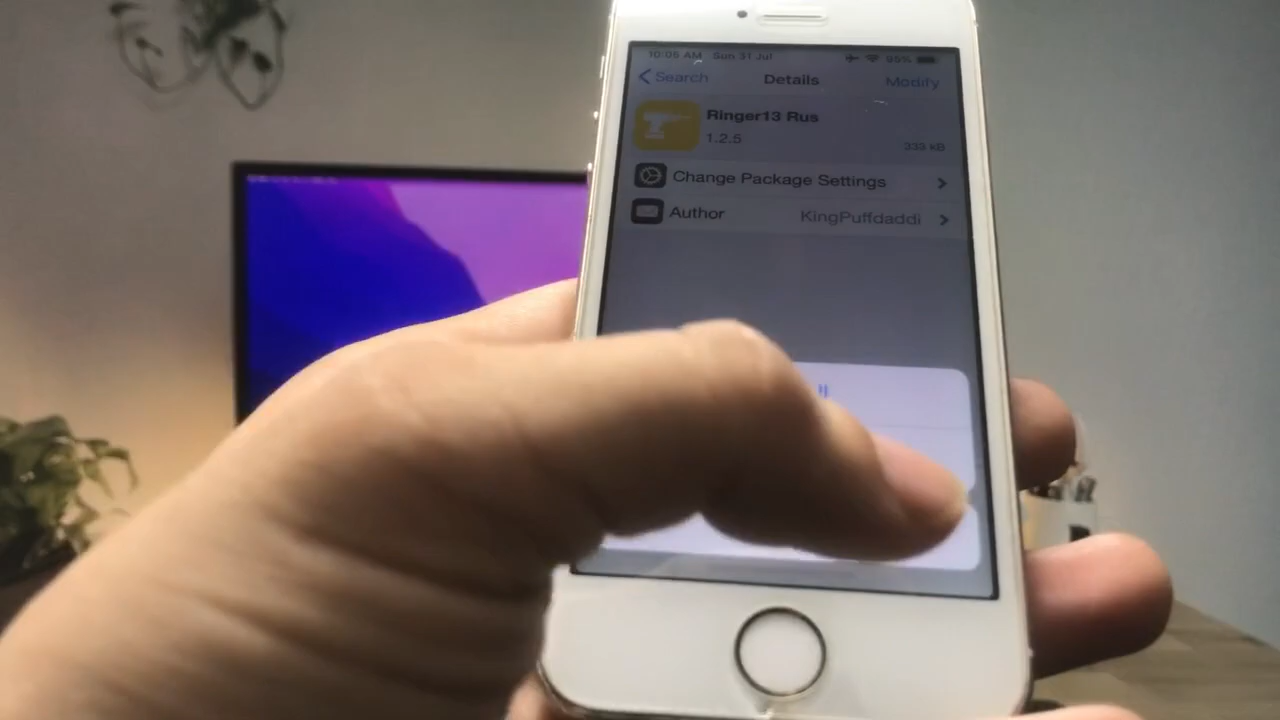 10:05 AM Sun 31 Jul 95%
Search Details Modify
Ringer13 Rus
1.2.5
333 kB
Change Package Settings
Author KingPuffdaddi